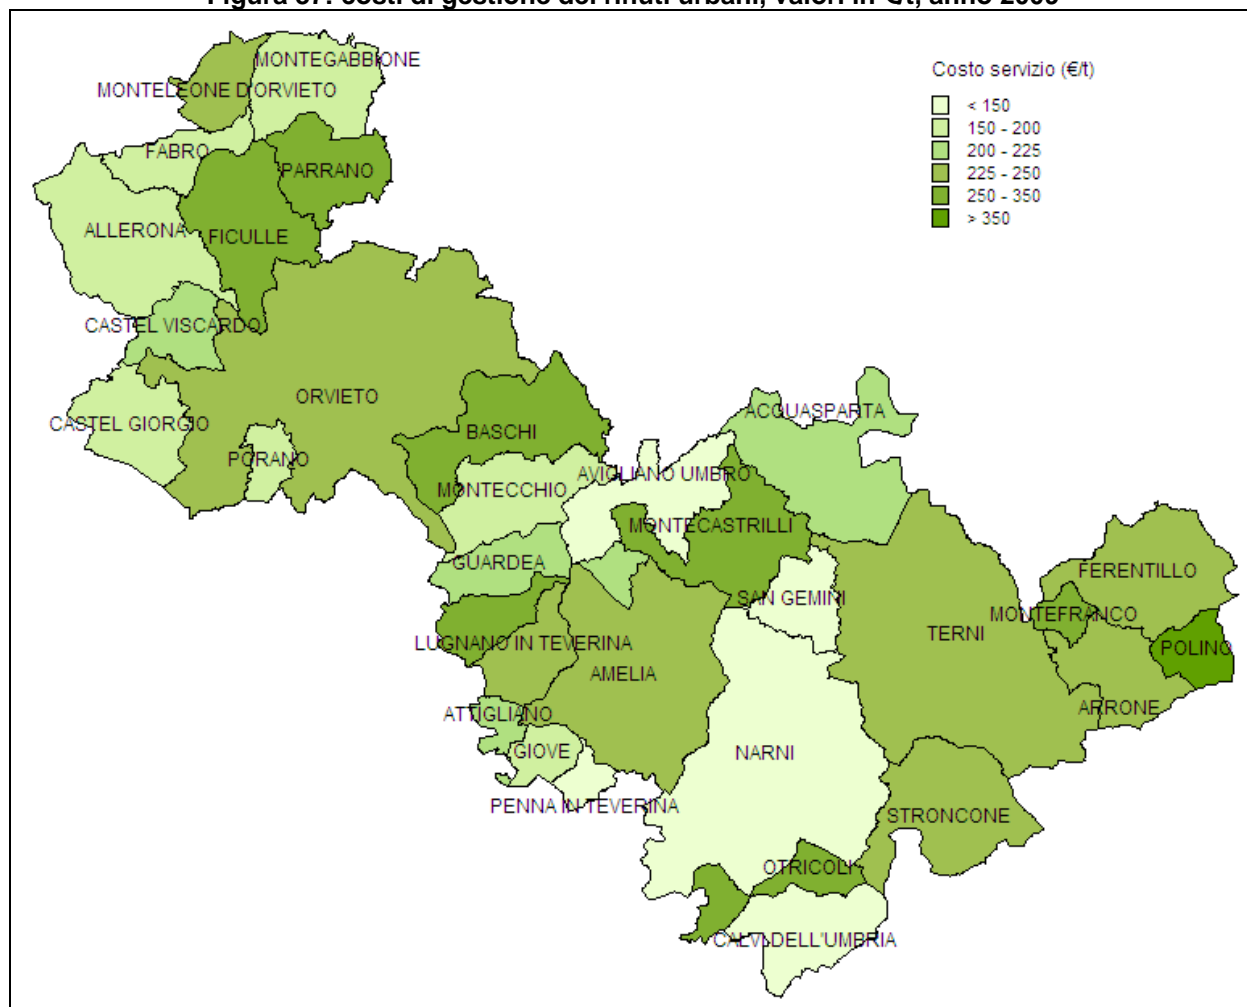 MONTEGABBIONE
MONTELEONE D'ORVIETO
Costo servizio (€/t)
< 150
150 - 200
200 - 225
225 - 250
250 - 350
> 350
FABRO
PARRANO
ALLERONA
FICULLE
CASTEL VISCARDO
ORVIETO
CASTEL GIORGIO
PORANO
BASCHI
ACQUASPARTA
AVIGLIANO UMBRO
MONTECCHIO
MONTECASTRILLI
GUARDEA
FERENTILLO
SAN GEMINI
MONTEFRANCO
LUGNANO IN TEVERINA
TERNI
POLINO
AMELIA
ATTIGLIANO
ARRONE
GIOVE
NARNI
PENNA IN TEVERINA
STRONCONE
OTRICOLI
CALVI DELL'UMBRIA